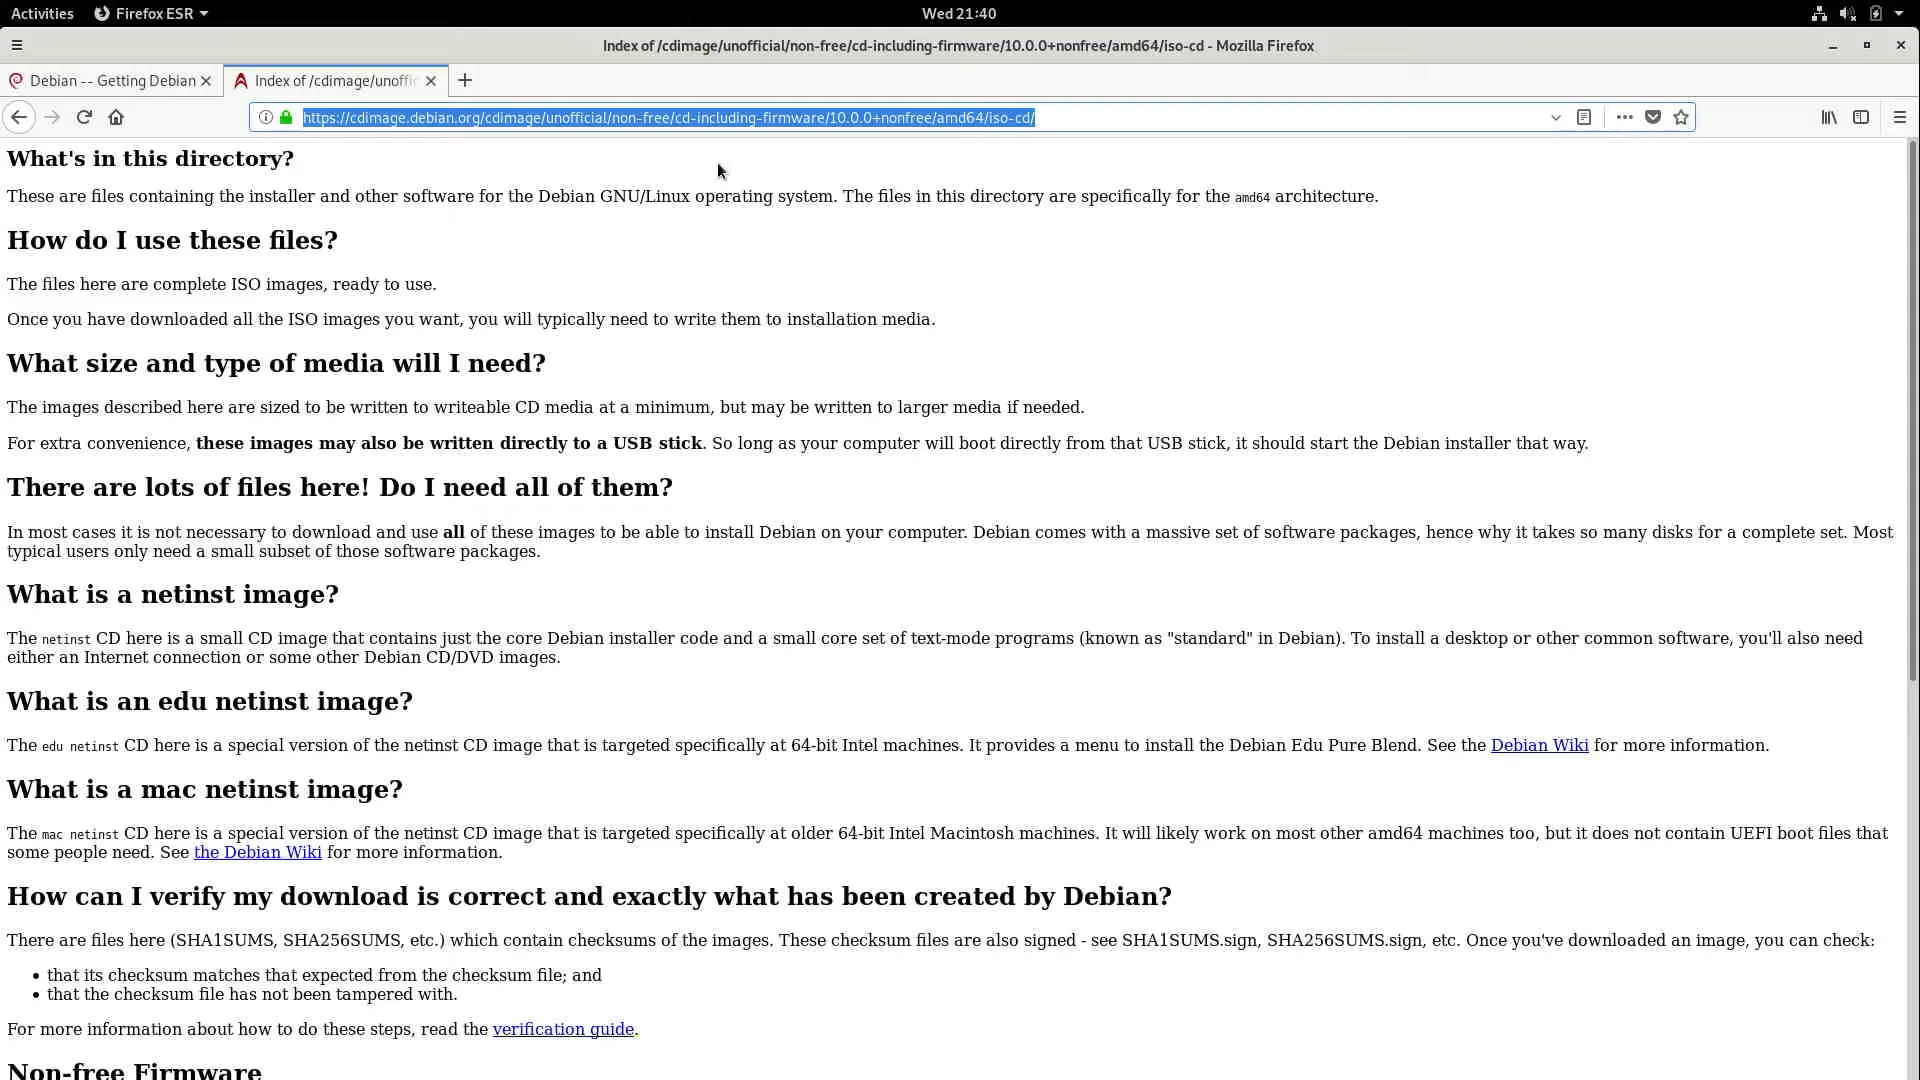 Activities Firefox ESR Wed 21:40
Index of /cdimage/unofficial/non-free/cd-including-firmware/10.0.0+nonfree/amd64/iso-cd - Mozilla Firefox
Debian -- Getting Debian Index of /cdimage/unoffic
https://cdimage.debian.org/cdimage/unofficial/non-free/cd-including-firmware/10.0.0+nonfree/amd64/iso-cd/
What's in this directory?
These are files containing the installer and other software for the Debian GNU/Linux operating system. The files in this directory are specifically for the amd64 architecture.
How do I use these files?
The files here are complete ISO images, ready to use.
Once you have downloaded all the ISO images you want, you will typically need to write them to installation media.
What size and type of media will I need?
The images described here are sized to be written to writeable CD media at a minimum, but may be written to larger media if needed.
For extra convenience, these images may also be written directly to a USB stick. So long as your computer will boot directly from that USB stick, it should start the Debian installer that way.
There are lots of files here! Do I need all of them?
In most cases it is not necessary to download and use all of these images to be able to install Debian on your computer. Debian comes with a massive set of software packages, hence why it takes so many disks for a complete set. Most
typical users only need a small subset of those software packages.
What is a netinst image?
The netinst CD here is a small CD image that contains just the core Debian installer code and a small core set of text-mode programs (known as "standard" in Debian). To install a desktop or other common software, you'll also need
either an Internet connection or some other Debian CD/DVD images.
What is an edu netinst image?
The edu netinst CD here is a special version of the netinst CD image that is targeted specifically at 64-bit Intel machines. It provides a menu to install the Debian Edu Pure Blend. See the Debian Wiki for more information.
What is a mac netinst image?
The mac netinst CD here is a special version of the netinst CD image that is targeted specifically at older 64-bit Intel Macintosh machines. It will likely work on most other amd64 machines too, but it does not contain UEFI boot files that
some people need. See the Debian Wiki for more information.
How can I verify my download is correct and exactly what has been created by Debian?
There are files here (SHA1SUMS, SHA256SUMS, etc.) which contain checksums of the images. These checksum files are also signed - see SHA1SUMS.sign, SHA256SUMS.sign, etc. Once you've downloaded an image, you can check:
• that its checksum matches that expected from the checksum file; and
• that the checksum file has not been tampered with.
For more information about how to do these steps, read the verification guide.
Non-free Firmware